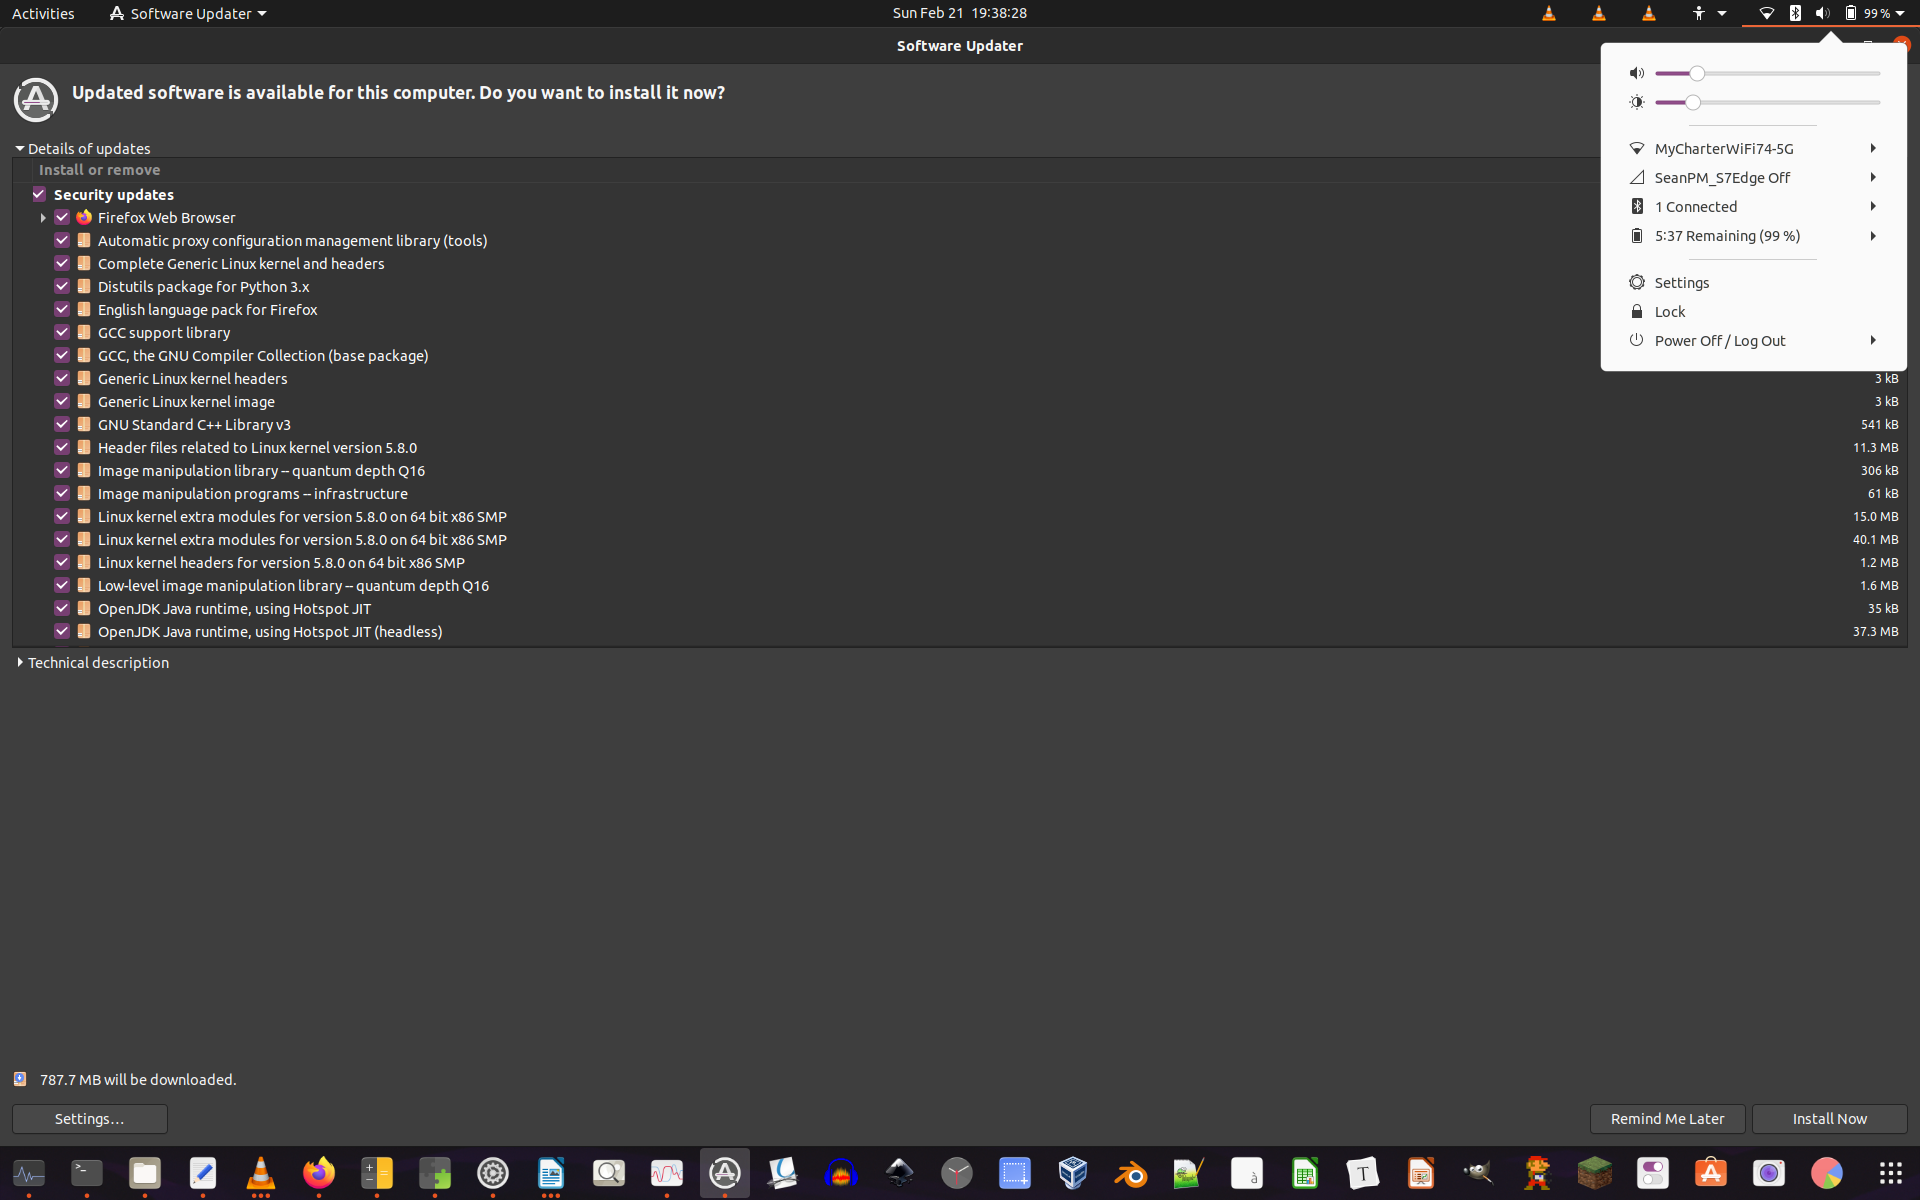 Activities
Software Updater
Sun Feb 21 19:38:28
99 %
Software Updater
Updated software is available for this computer. Do you want to install it now?
Details of updates
Install or remove
Security updates
Firefox Web Browser
Automatic proxy configuration management library (tools)
Complete Generic Linux kernel and headers
Distutils package for Python 3.x
English language pack for Firefox
GCC support library
GCC, the GNU Compiler Collection (base package)
Generic Linux kernel headers
3 kB
Generic Linux kernel image
3 kB
GNU Standard C++ Library v3
541 kB
Header files related to Linux kernel version 5.8.0
11.3 MB
Image manipulation library -- quantum depth Q16
306 kB
Image manipulation programs -- infrastructure
61 kB
Linux kernel extra modules for version 5.8.0 on 64 bit x86 SMP
15.0 MB
Linux kernel extra modules for version 5.8.0 on 64 bit x86 SMP
40.1 MB
Linux kernel headers for version 5.8.0 on 64 bit x86 SMP
1.2 MB
Low-level image manipulation library -- quantum depth Q16
1.6 MB
OpenJDK Java runtime, using Hotspot JIT
35 kB
OpenJDK Java runtime, using Hotspot JIT (headless)
37.3 MB
Technical description
MyCharterWiFi74-5G
SeanPM_S7Edge Off
1 Connected
5:37 Remaining (99 %)
Settings
Lock
Power Off / Log Out
787.7 MB will be downloaded.
Settings…
Remind Me Later
Install Now